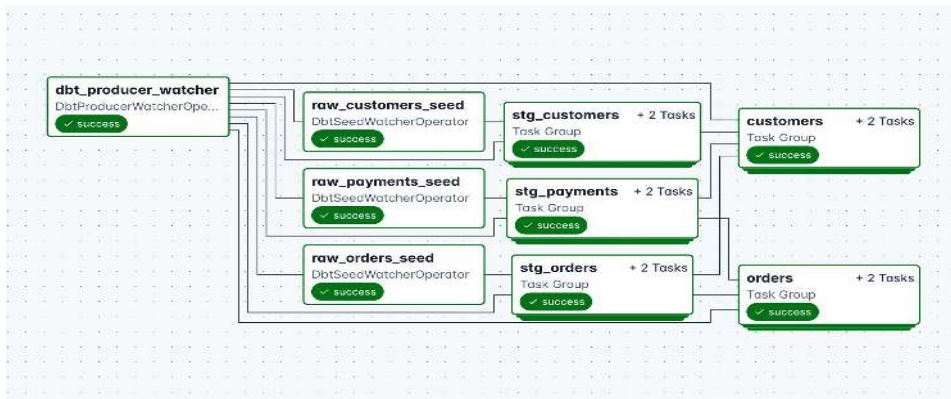 dbt_producer_watcher
DbtProducerWatcherOpe...
✓ success
raw_customers_seed
DbtSeedWatcherOperator
✓ success
raw_payments_seed
DbtSeedWatcherOperator
✓ success
raw_orders_seed
DbtSeedWatcherOperator
✓ success
stg_customers + 2 Tasks
Task Group
✓ success
stg_payments + 2 Tasks
Task Group
✓ success
stg_orders + 2 Tasks
Task Group
✓ success
customers + 2 Tasks
Task Group
✓ success
orders + 2 Tasks
Task Group
✓ success